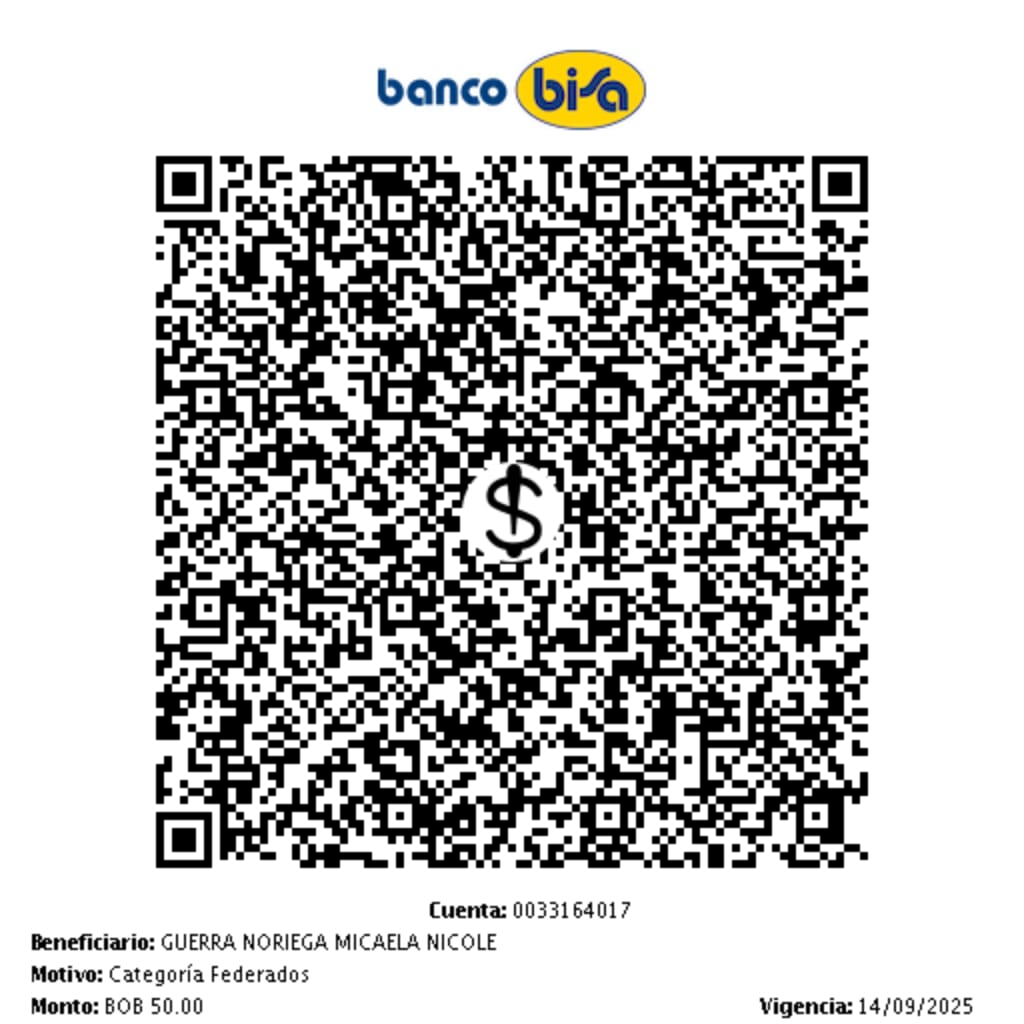 banco bisa
$
Cuenta: 0033164017
Beneficiario: GUERRA NORIEGA MICAELA NICOLE
Motivo: Categoría Federados
Monto: BOB 50.00
Vigencia: 14/09/2025